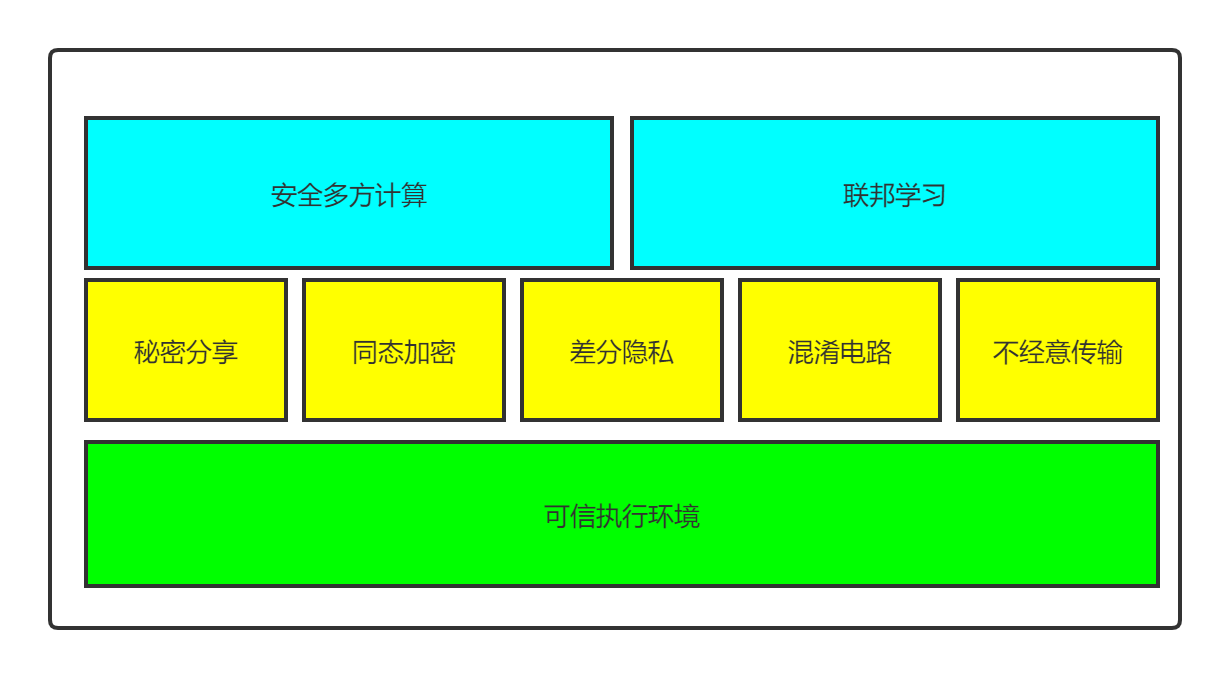 安全多方计算
联邦学习
秘密分享
同态加密
差分隐私
混淆电路
不经意传输
可信执行环境